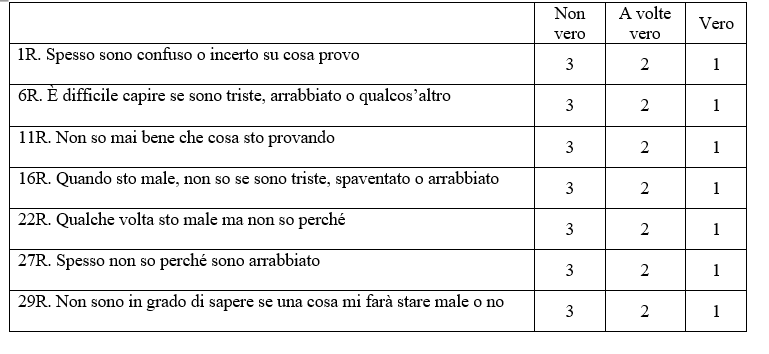 Non vero A volte vero Vero
1R. Spesso sono confuso o incerto su cosa provo 3 2 1
6R. È difficile capire se sono triste, arrabbiato o qualcos’altro 3 2 1
11R. Non so mai bene che cosa sto provando 3 2 1
16R. Quando sto male, non so se sono triste, spaventato o arrabbiato 3 2 1
22R. Qualche volta sto male ma non so perché 3 2 1
27R. Spesso non so perché sono arrabbiato 3 2 1
29R. Non sono in grado di sapere se una cosa mi farà stare male o no 3 2 1